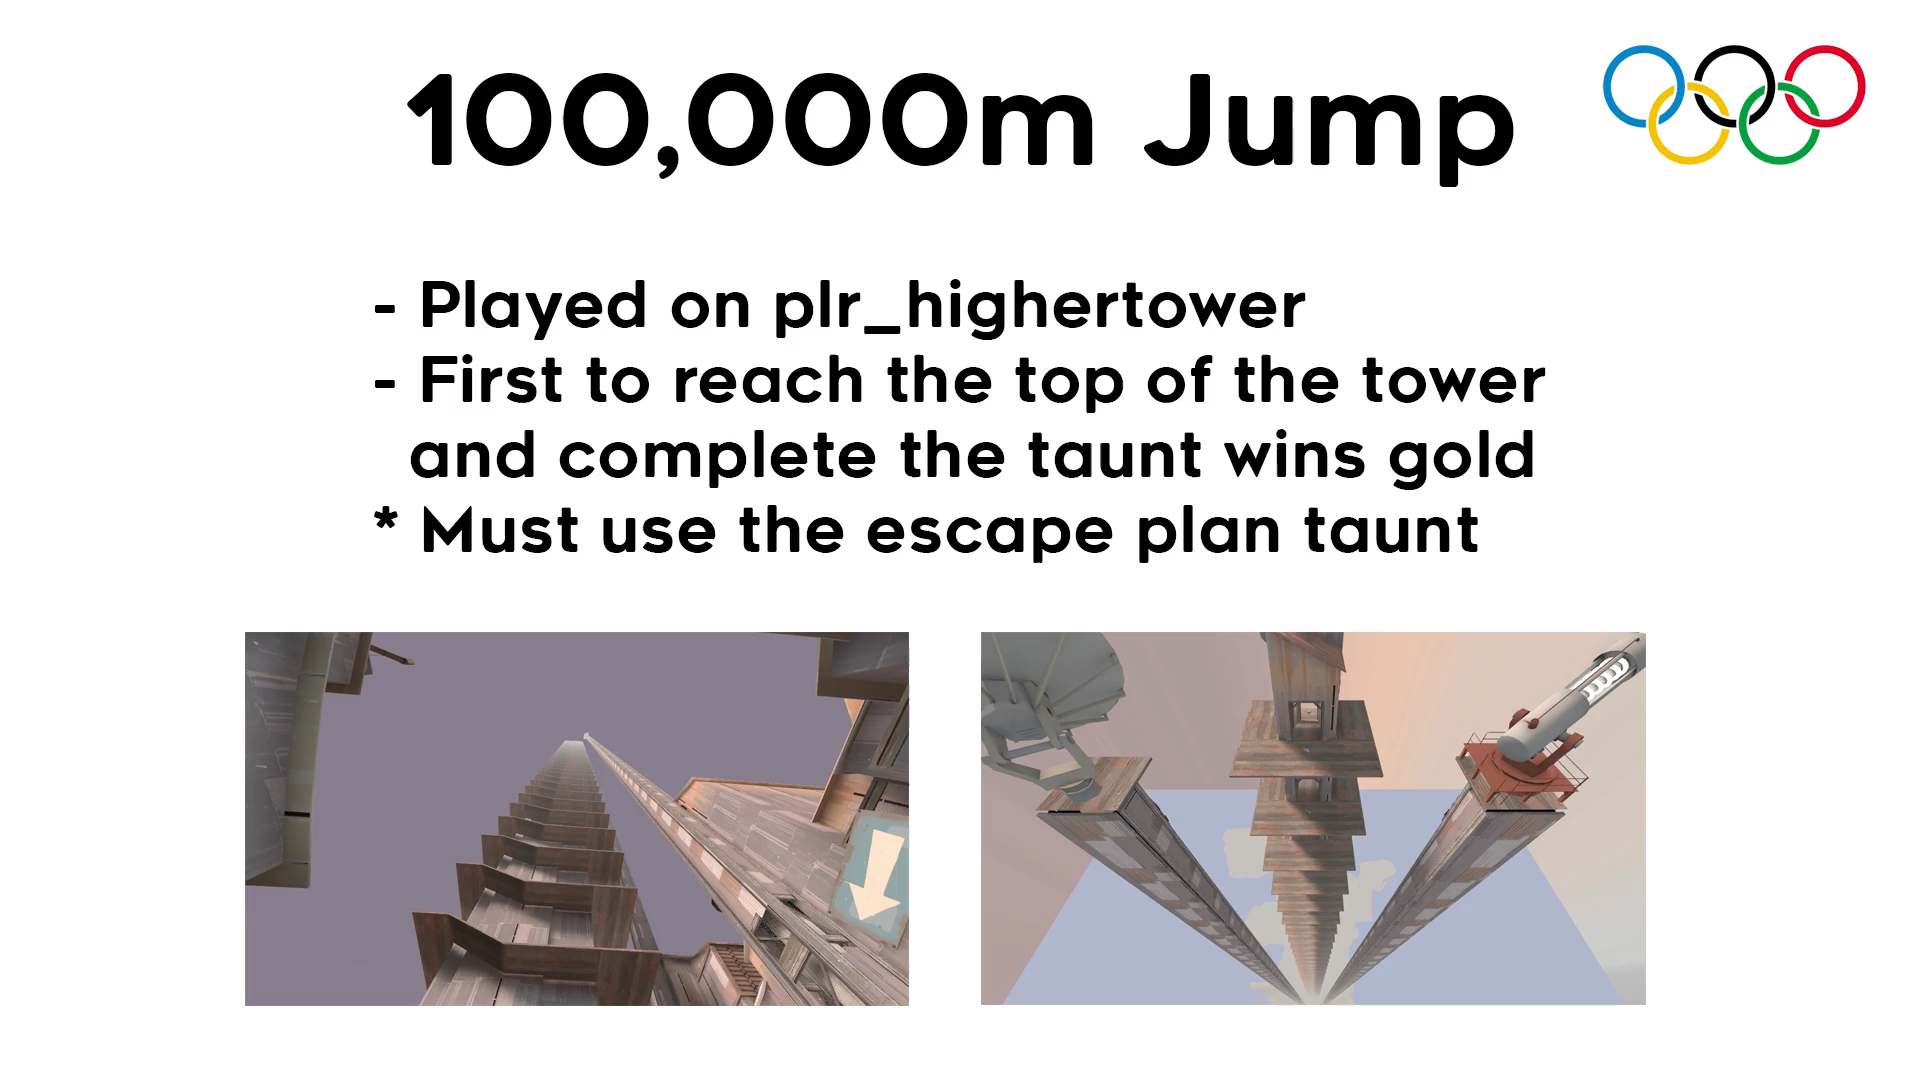 100,000m Jump
- Played on plr_highertower
- First to reach the top of the tower
and complete the taunt wins gold
* Must use the escape plan taunt